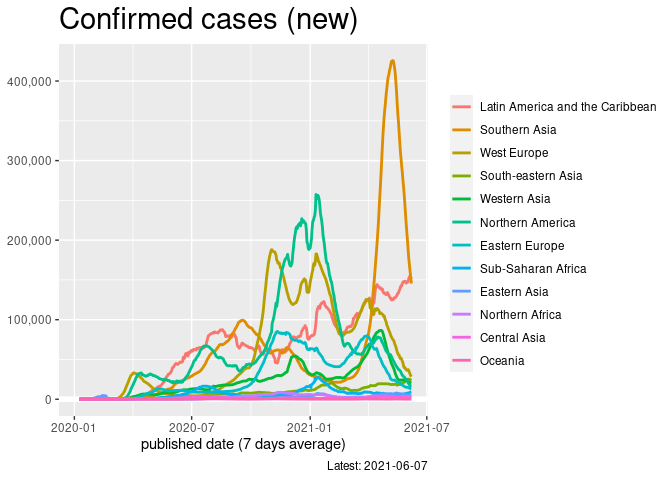 Confirmed cases (new)
400,000
300,000
200,000
100,000
0
2020-01
2020-07
2021-01
2021-07
published date (7 days average)
Latest: 2021-06-07
Latin America and the Caribbean
Southern Asia
West Europe
South-eastern Asia
Western Asia
Northern America
Eastern Europe
Sub-Saharan Africa
Eastern Asia
Northern Africa
Central Asia
Oceania